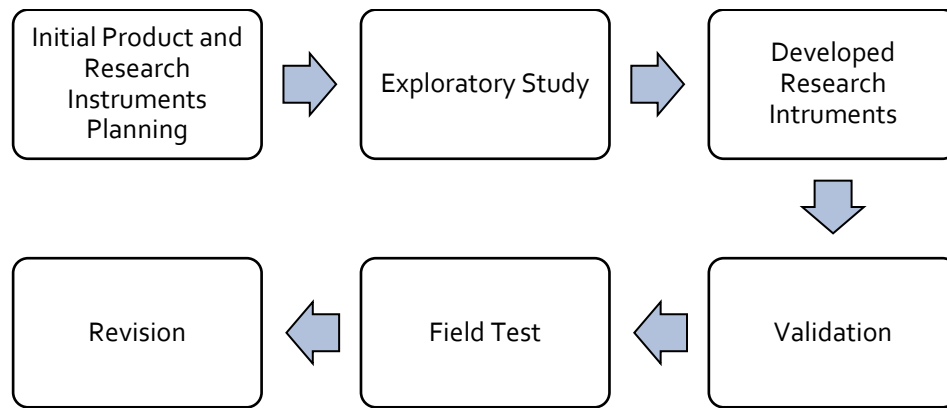 Initial Product and
Research
Instruments
Planning
Exploratory Study
Developed
Research
Intruments
Validation
Field Test
Revision